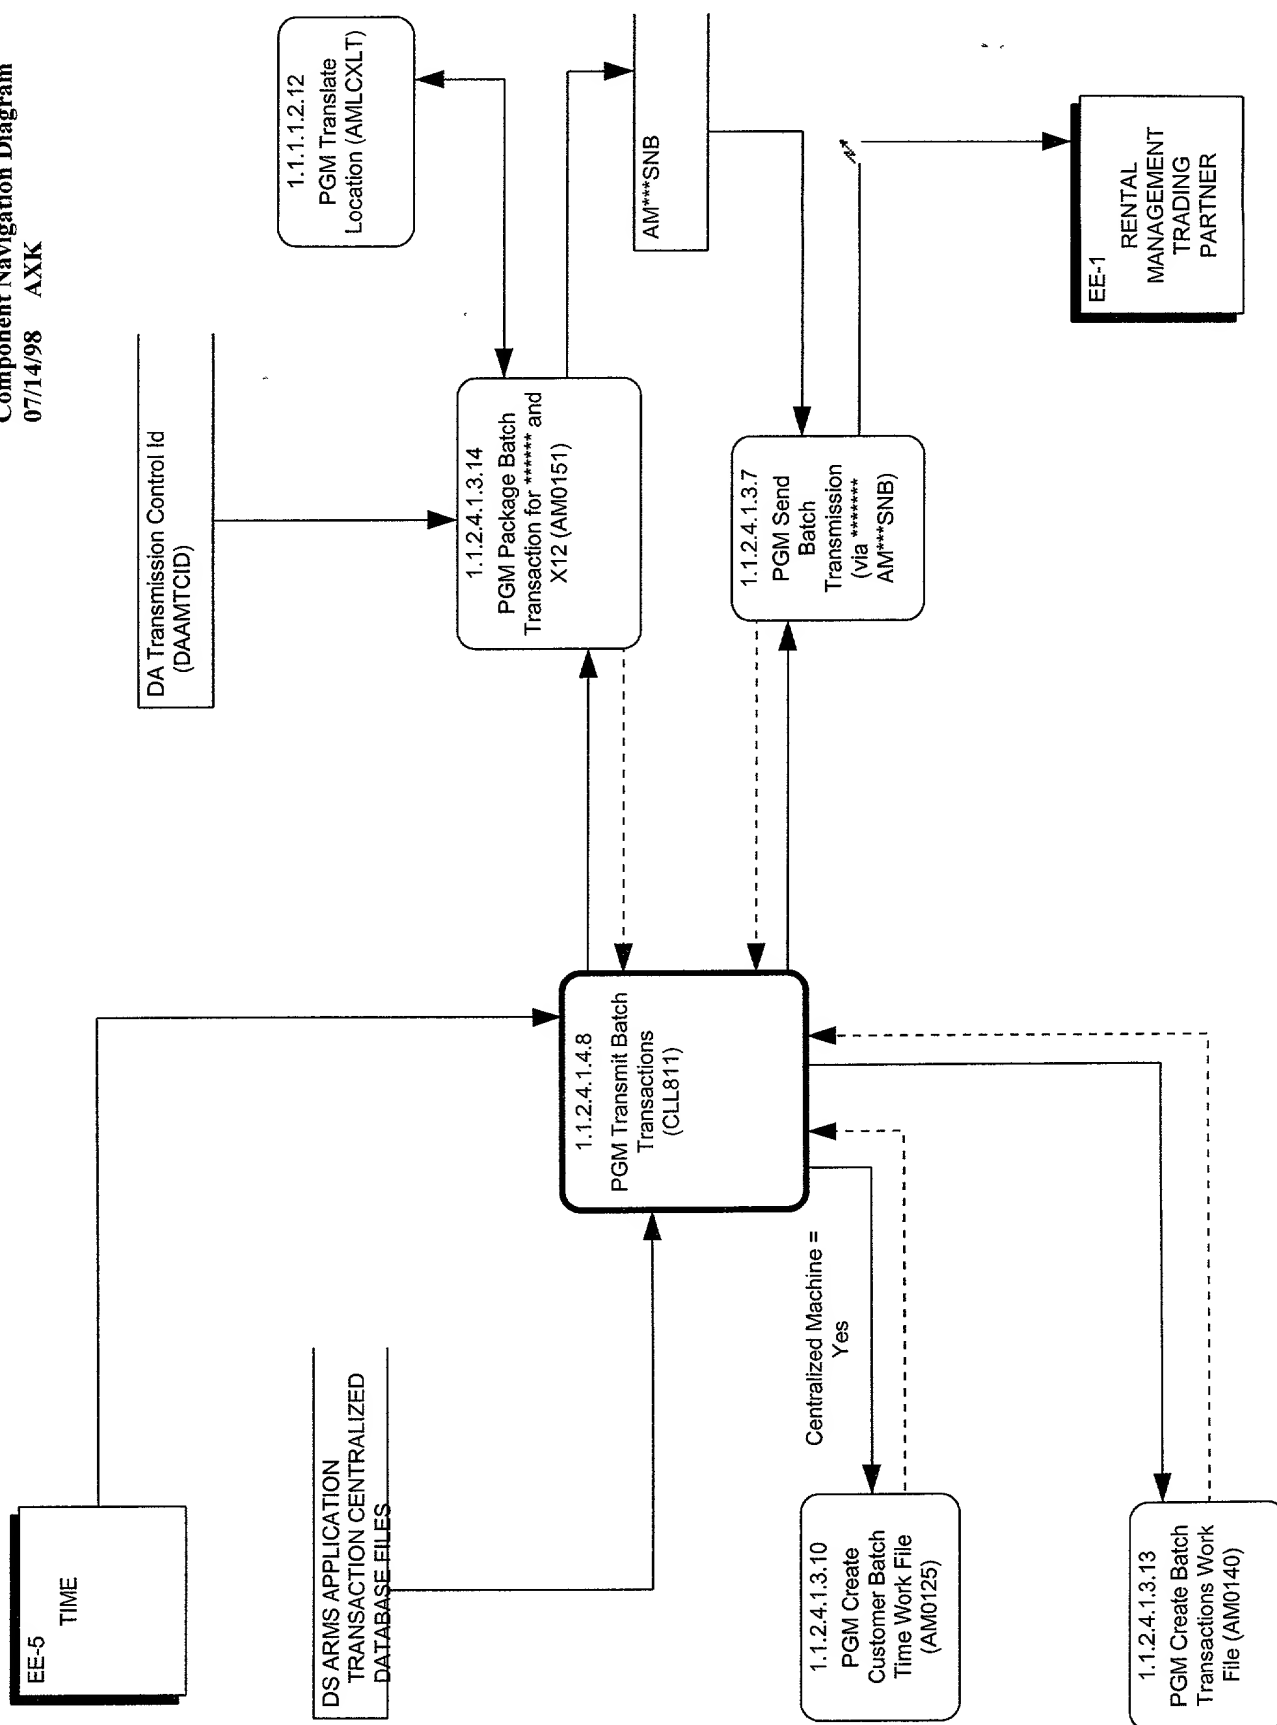 Component Navigation Diagram
07/14/98 AXK
EE-5
TIME
DS ARMS APPLICATION
TRANSACTION CENTRALIZED
DATABASE FILES
DA Transmission Control Id
(DAAMTCID)
1.1.1.1.2.12
PGM Translate
Location (AMLCXLT)
1.1.2.4.1.3.14
PGM Package Batch
Transaction for ****** and
X12 (AM0151)
1.1.2.4.1.4.8
PGM Transmit Batch
Transactions
(CLL811)
AM***SNB
1.1.2.4.1.3.7
PGM Send
Batch
Transmission
(via *******
AM***SNB)
Centralized Machine =
Yes
1.1.2.4.1.3.10
PGM Create
Customer Batch
Time Work File
(AM0125)
1.1.2.4.1.3.13
PGM Create Batch
Transactions Work
File (AM0140)
EE-1
RENTAL
MANAGEMENT
TRADING
PARTNER